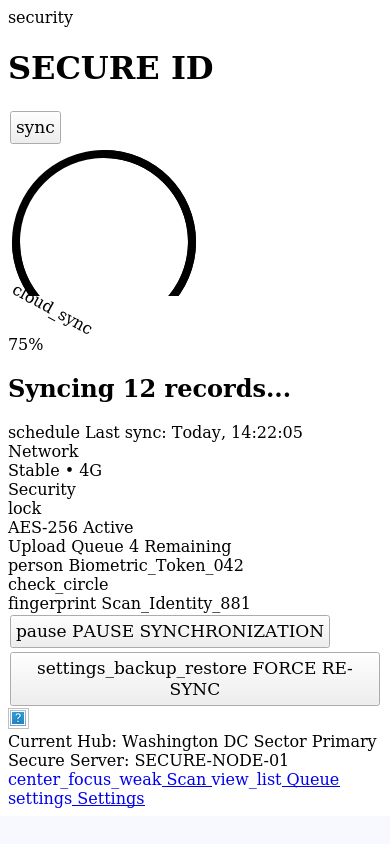 security
SECURE ID
sync
cloud_sync
75%
Syncing 12 records...
schedule Last sync: Today, 14:22:05
Network
Stable • 4G
Security
lock
AES-256 Active
Upload Queue 4 Remaining
person Biometric_Token_042
check_circle
fingerprint Scan_Identity_881
pause PAUSE SYNCHRONIZATION
settings_backup_restore FORCE RE-
SYNC
?
Current Hub: Washington DC Sector Primary
Secure Server: SECURE-NODE-01
center_focus_weak Scan view_list Queue
settings Settings